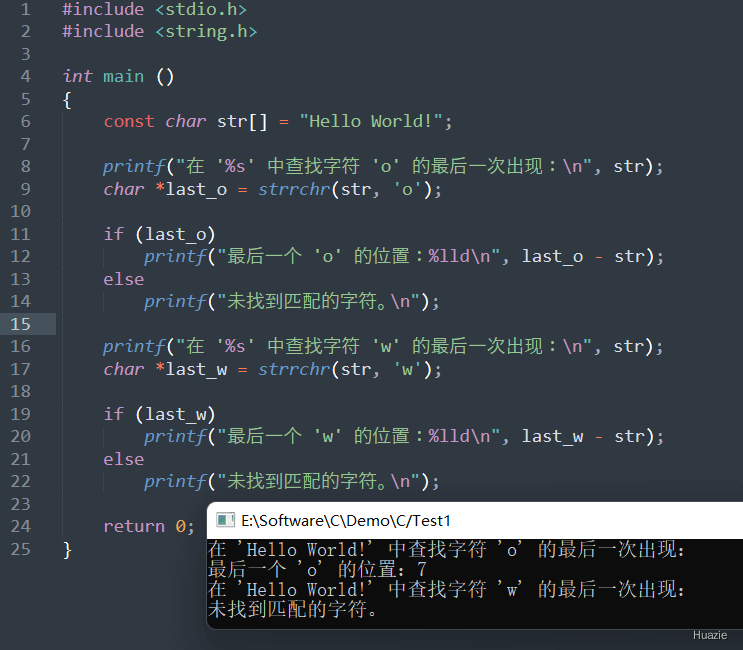 1 #include <stdio.h>
2 #include <string.h>
3
4 int main ()
5 {
6 const char str[] = "Hello World!";
7
8 printf("在 '%s' 中查找字符 'o' 的最后一次出现：\n", str);
9 char *last_o = strrchr(str, 'o');
10
11 if (last_o)
12 printf("最后一个 'o' 的位置：%lld\n", last_o - str);
13 else
14 printf("未找到匹配的字符。\n");
15
16 printf("在 '%s' 中查找字符 'w' 的最后一次出现：\n", str);
17 char *last_w = strrchr(str, 'w');
18
19 if (last_w)
20 printf("最后一个 'w' 的位置：%lld\n", last_w - str);
21 else
22 printf("未找到匹配的字符。\n");
23
24 return 0;
25 }
E:\Software\C\Demo\C/Test1
在 'Hello World!' 中查找字符 'o' 的最后一次出现：
最后一个 'o' 的位置：7
在 'Hello World!' 中查找字符 'w' 的最后一次出现：
未找到匹配的字符。
Huazie